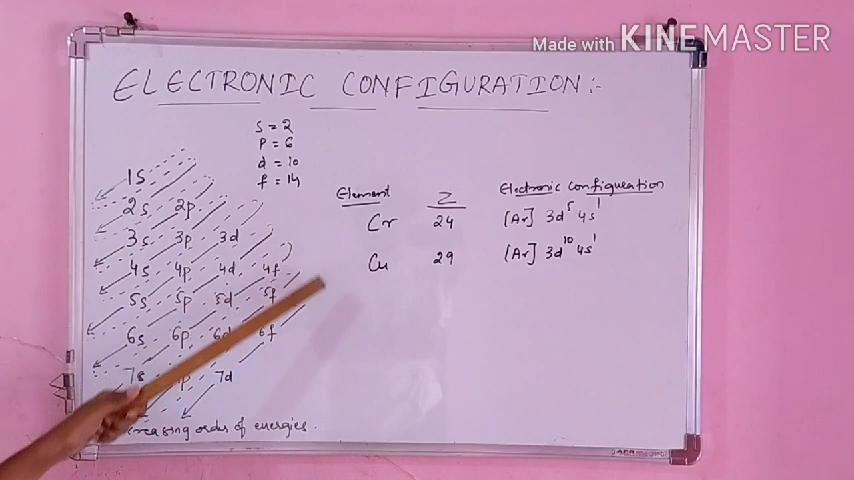 Made with KINEMASTER
ELECTRONIC CONFIGURATION :-
s = 2
p = 6
d = 10
f = 14
1s
2s 2p
3s 3p 3d
4s 4p 4d 4f
5s 5p 5d 5f
6s 6p 6d 6f
7s 7d
Element Z Electronic configuration
Cr 24 [Ar] 3d⁵ 4s¹
Cu 29 [Ar] 3d¹⁰ 4s¹
order of energies.